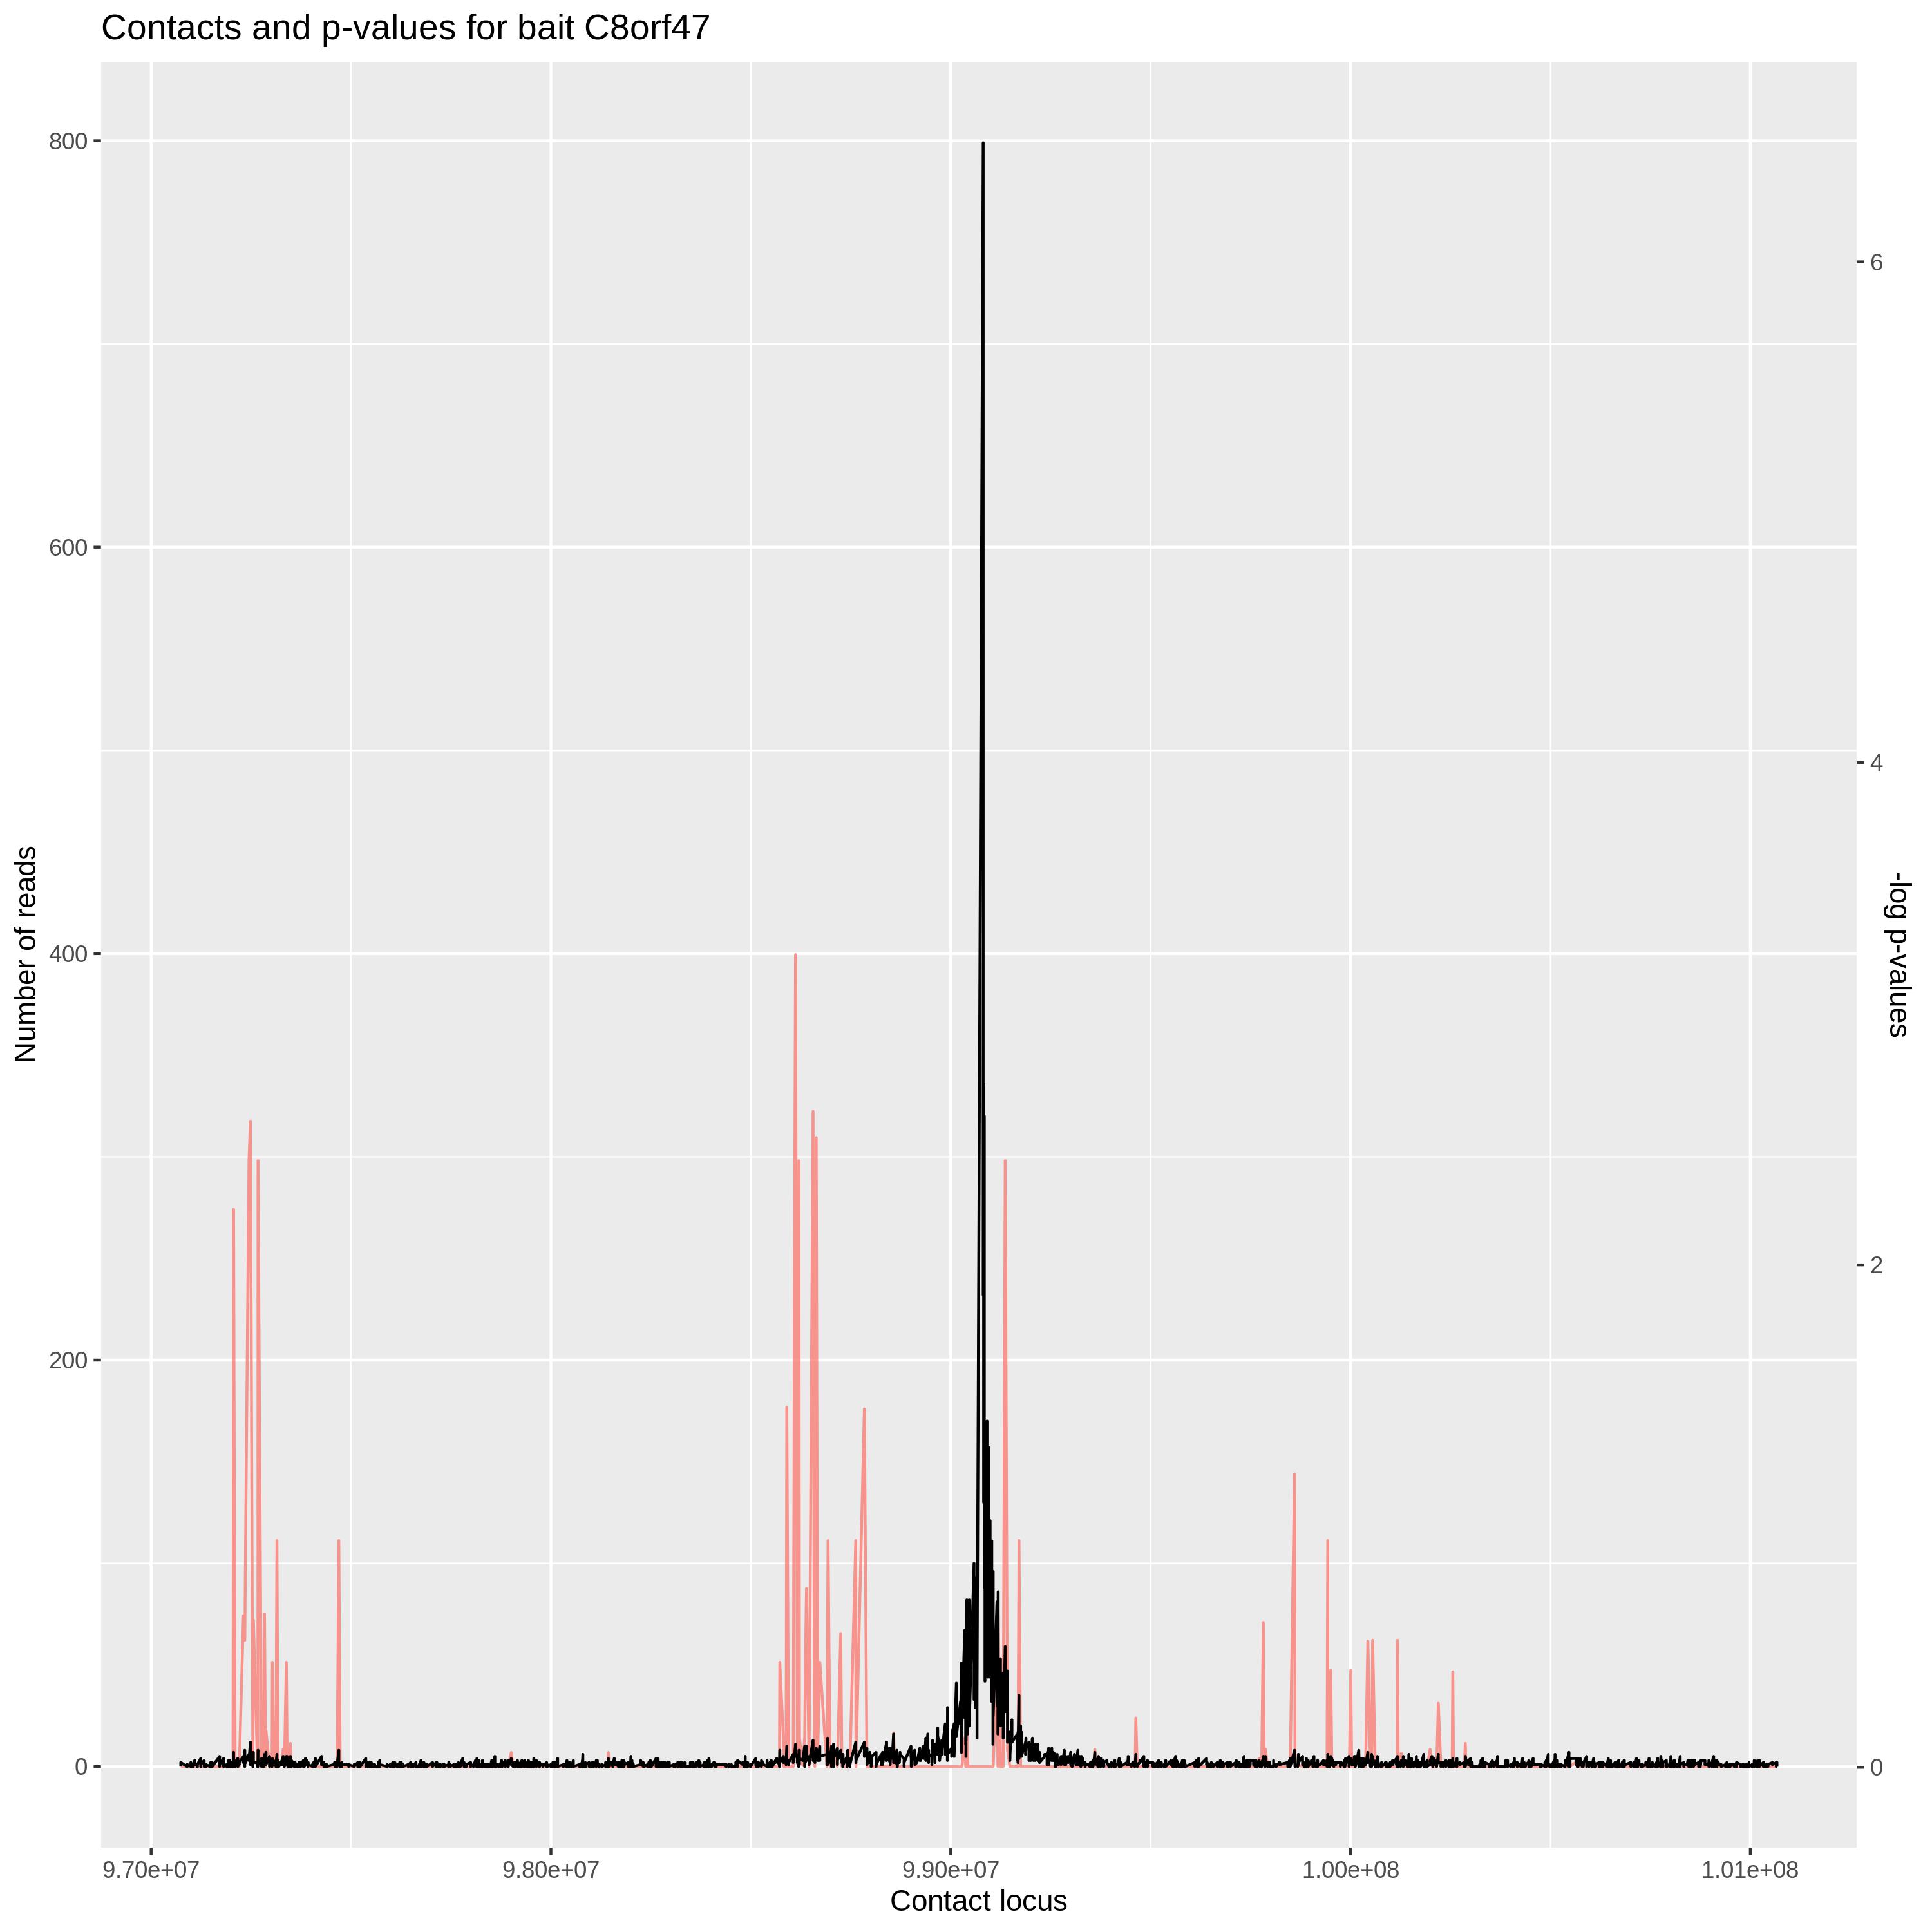 Contacts and p-values for bait C8orf47
800
600
400
200
0
Number of reads
6
4
2
0
-log p-values
9.70e+07 9.80e+07 9.90e+07 1.00e+08 1.01e+08
Contact locus